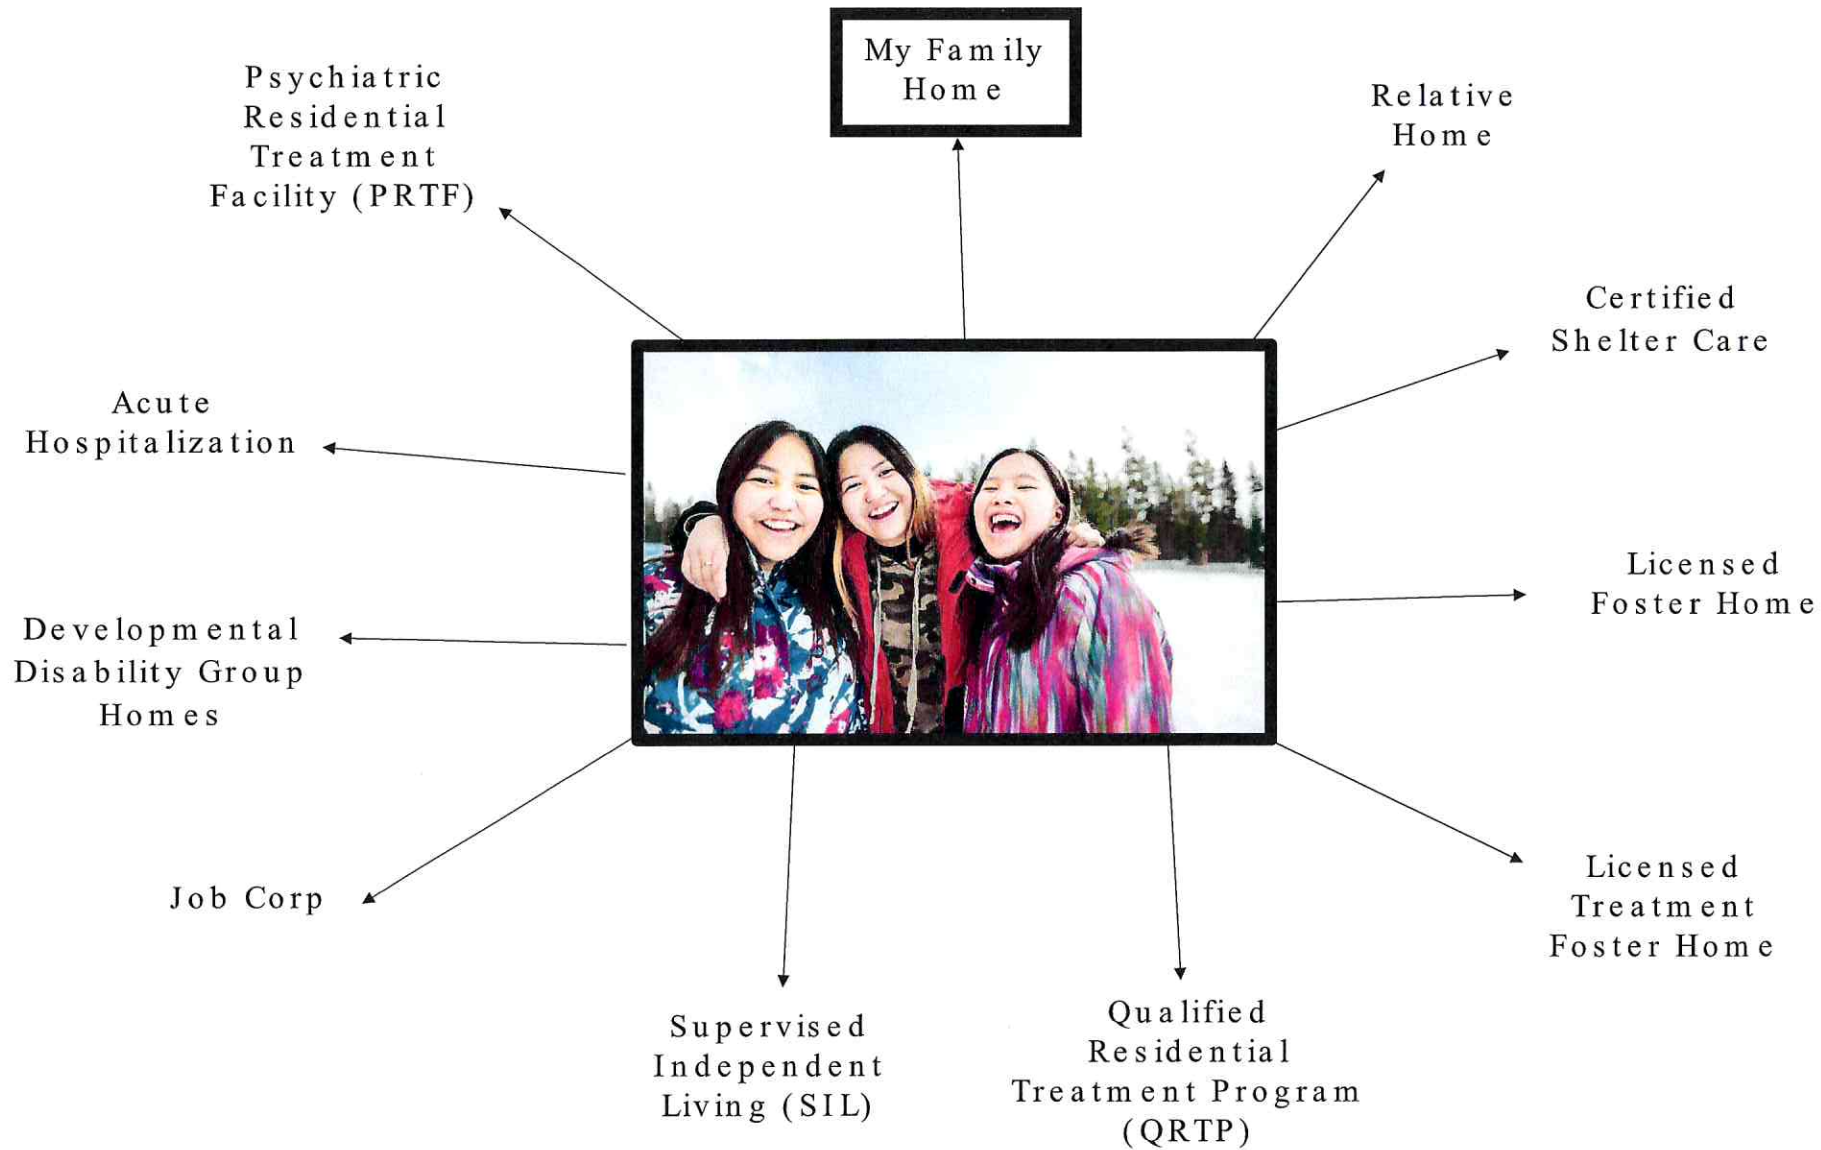 My Family
Home
Psychiatric
Residential
Treatment
Facility (PRTF)
Relative
Home
Certified
Shelter Care
Acute
Hospitalization
Licensed
Foster Home
Developmental
Disability Group
Homes
Licensed
Treatment
Foster Home
Job Corp
Supervised
Independent
Living (SIL)
Qualified
Residential
Treatment Program
(QRTP)